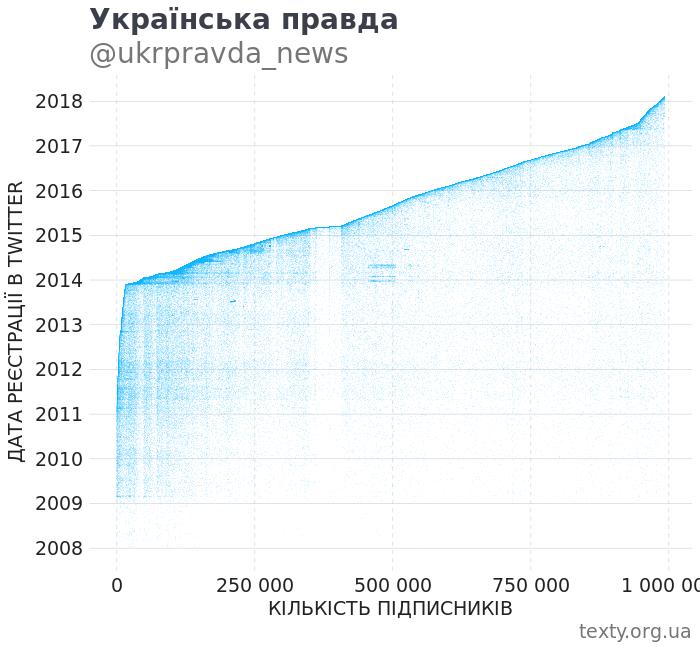 Українська правда
@ukrpravda_news
ДАТА РЕЄСТРАЦІЇ В TWITTER
2018
2017
2016
2015
2014
2013
2012
2011
2010
2009
2008
0 250 000 500 000 750 000 1 000 00
КІЛЬКІСТЬ ПІДПИСНИКІВ
texty.org.ua